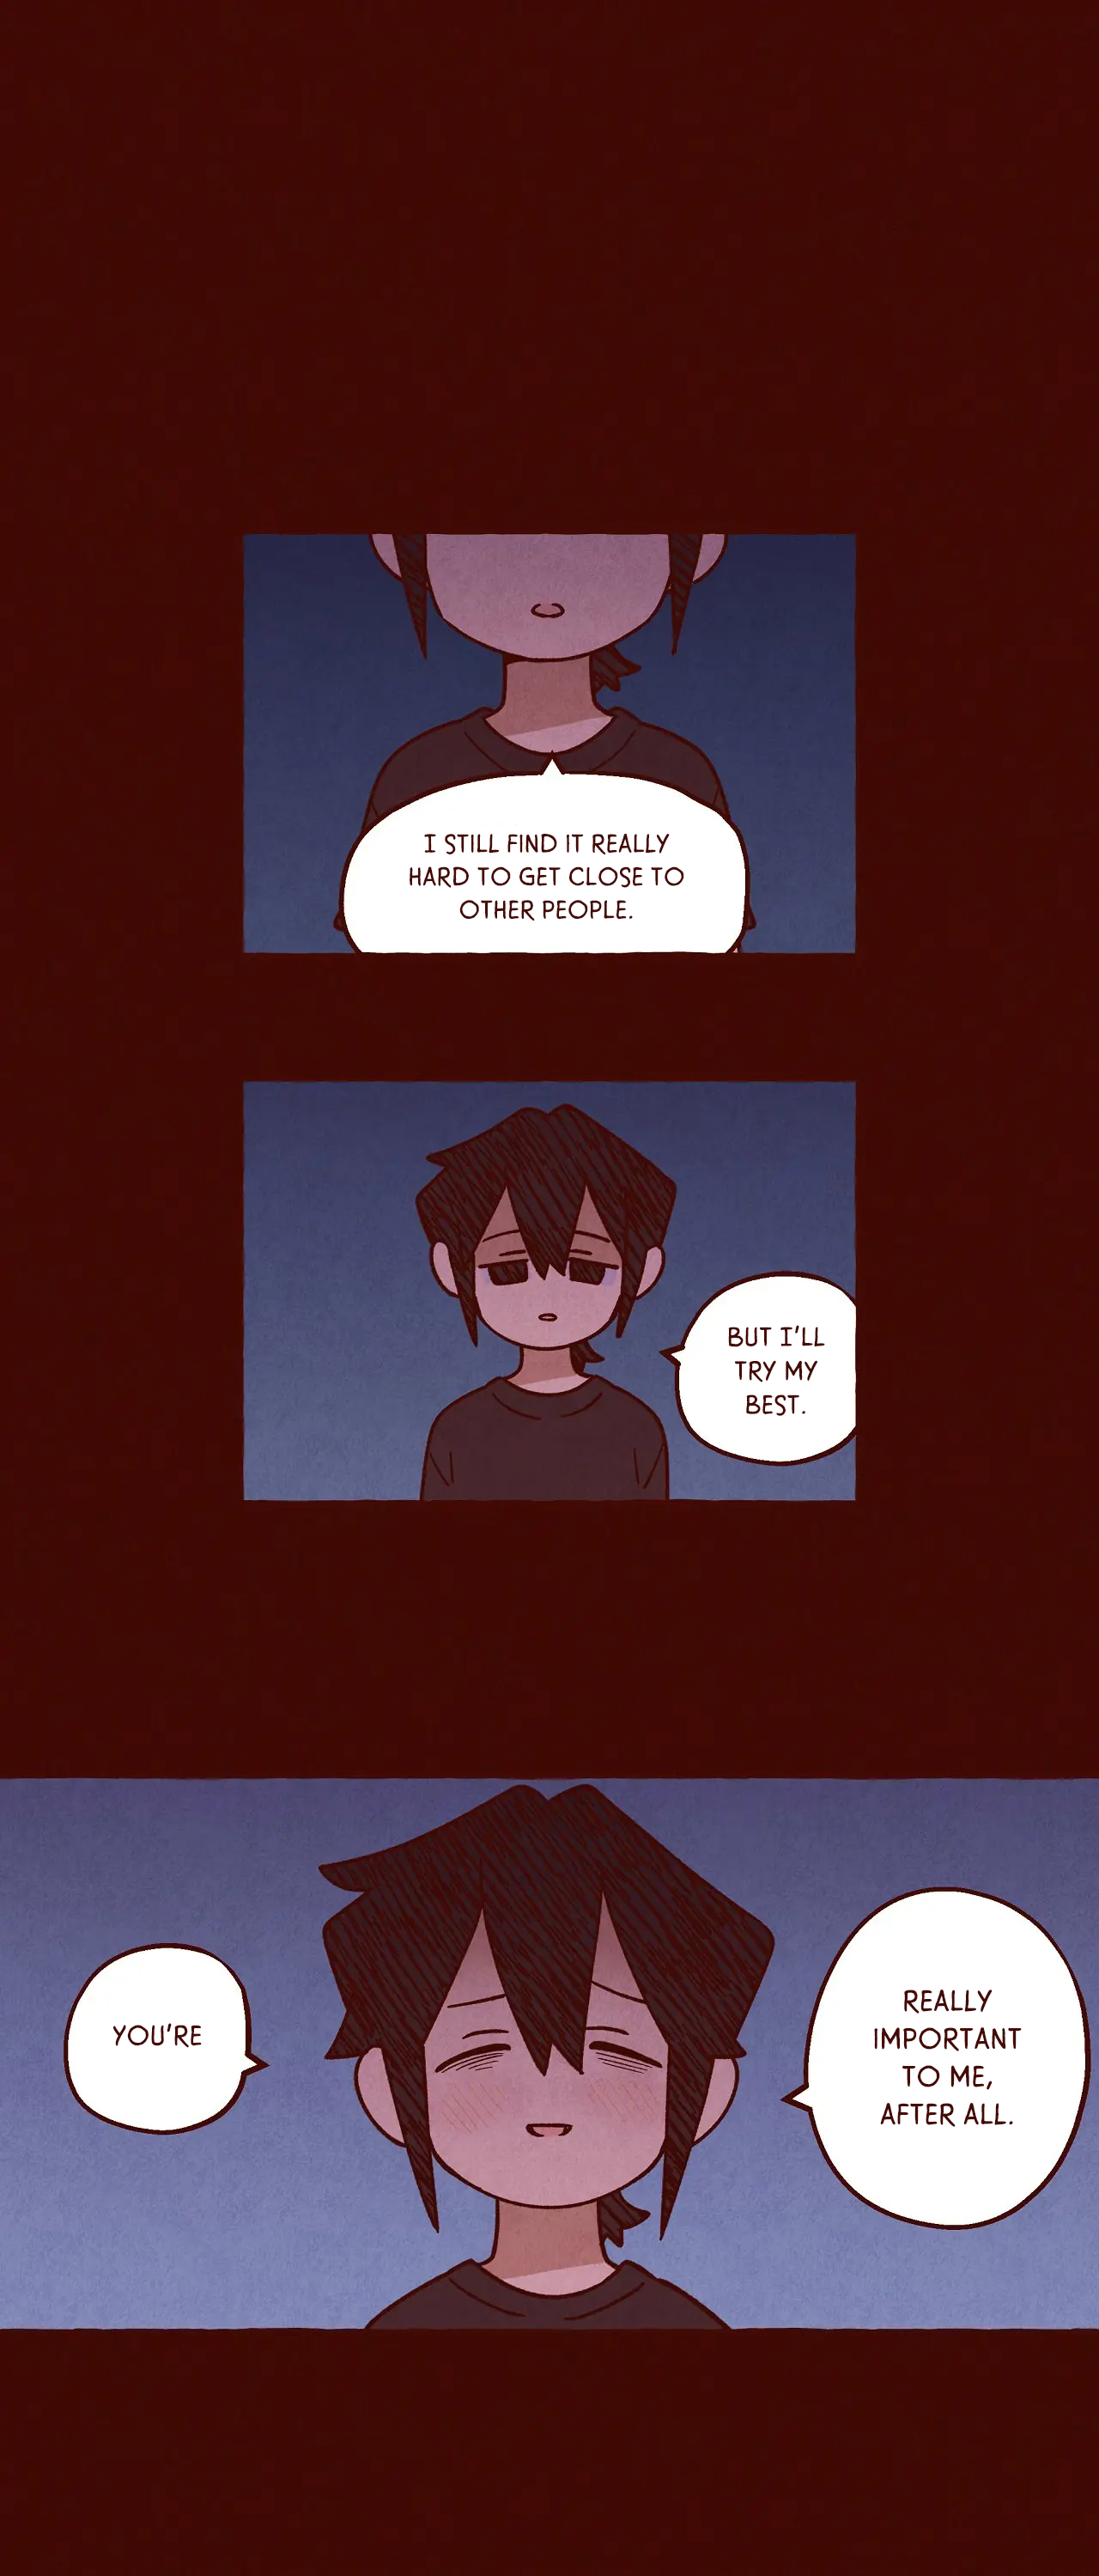 I STILL FIND IT REALLY
HARD TO GET CLOSE TO
OTHER PEOPLE.
BUT I'LL
TRY MY
BEST.
YOU'RE
REALLY
IMPORTANT
TO ME,
AFTER ALL.